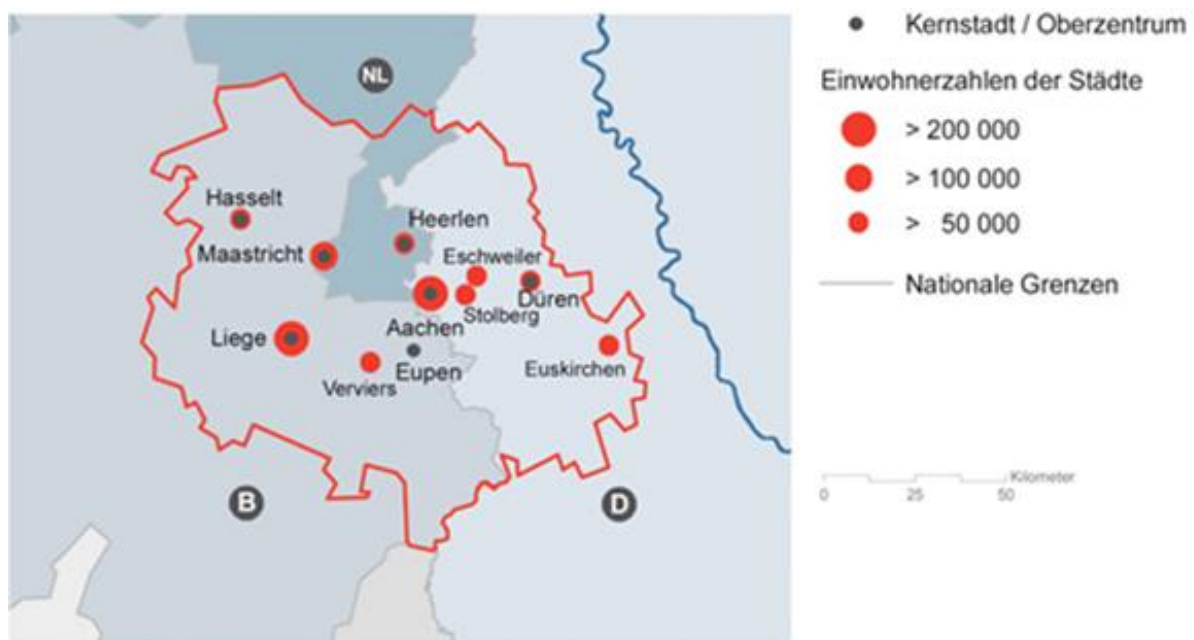 NL
Hasselt
Maastricht
Heerlen
Eschweiler
Düren
Stolberg
Aachen
Liege
Eupen
Verviers
Euskirchen
B
D
Kernstadt / Oberzentrum
Einwohnerzahlen der Städte
> 200 000
> 100 000
> 50 000
Nationale Grenzen
Kilometer
0 25 50